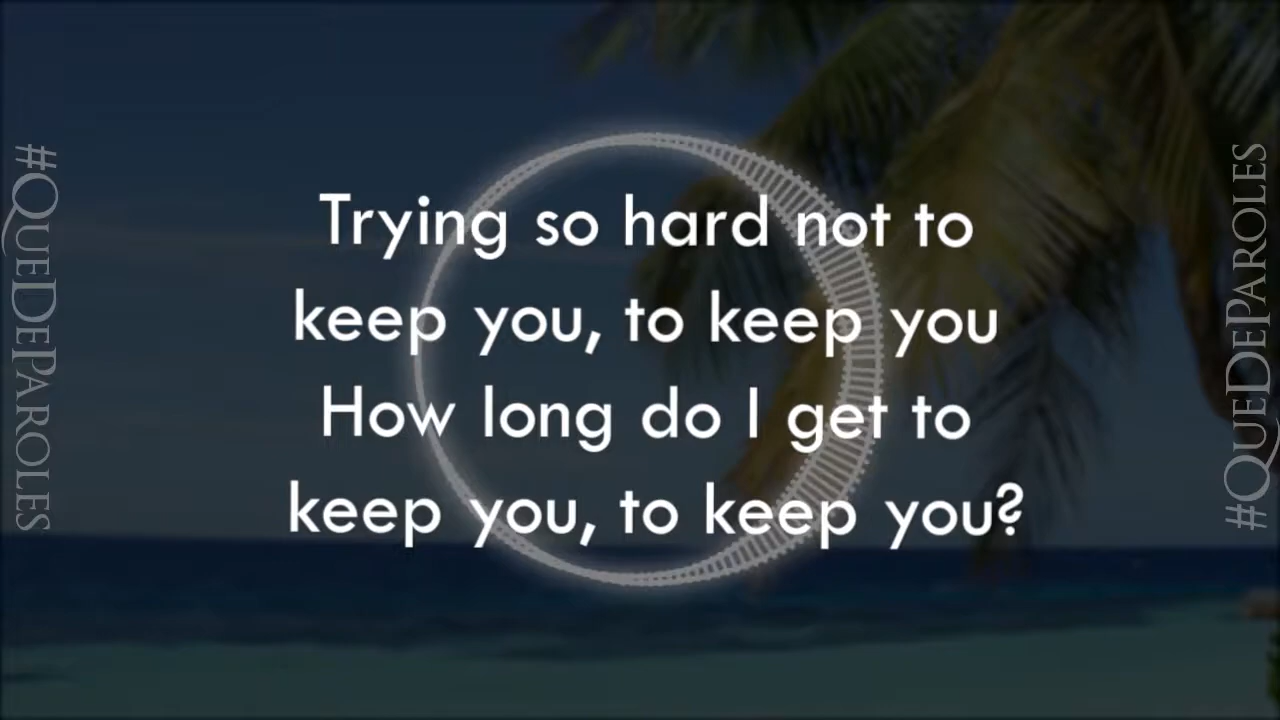 #QUEDEPAROLES
Trying so hard not to
keep you, to keep you
How long do I get to
keep you, to keep you?
#QUEDEPAROLES